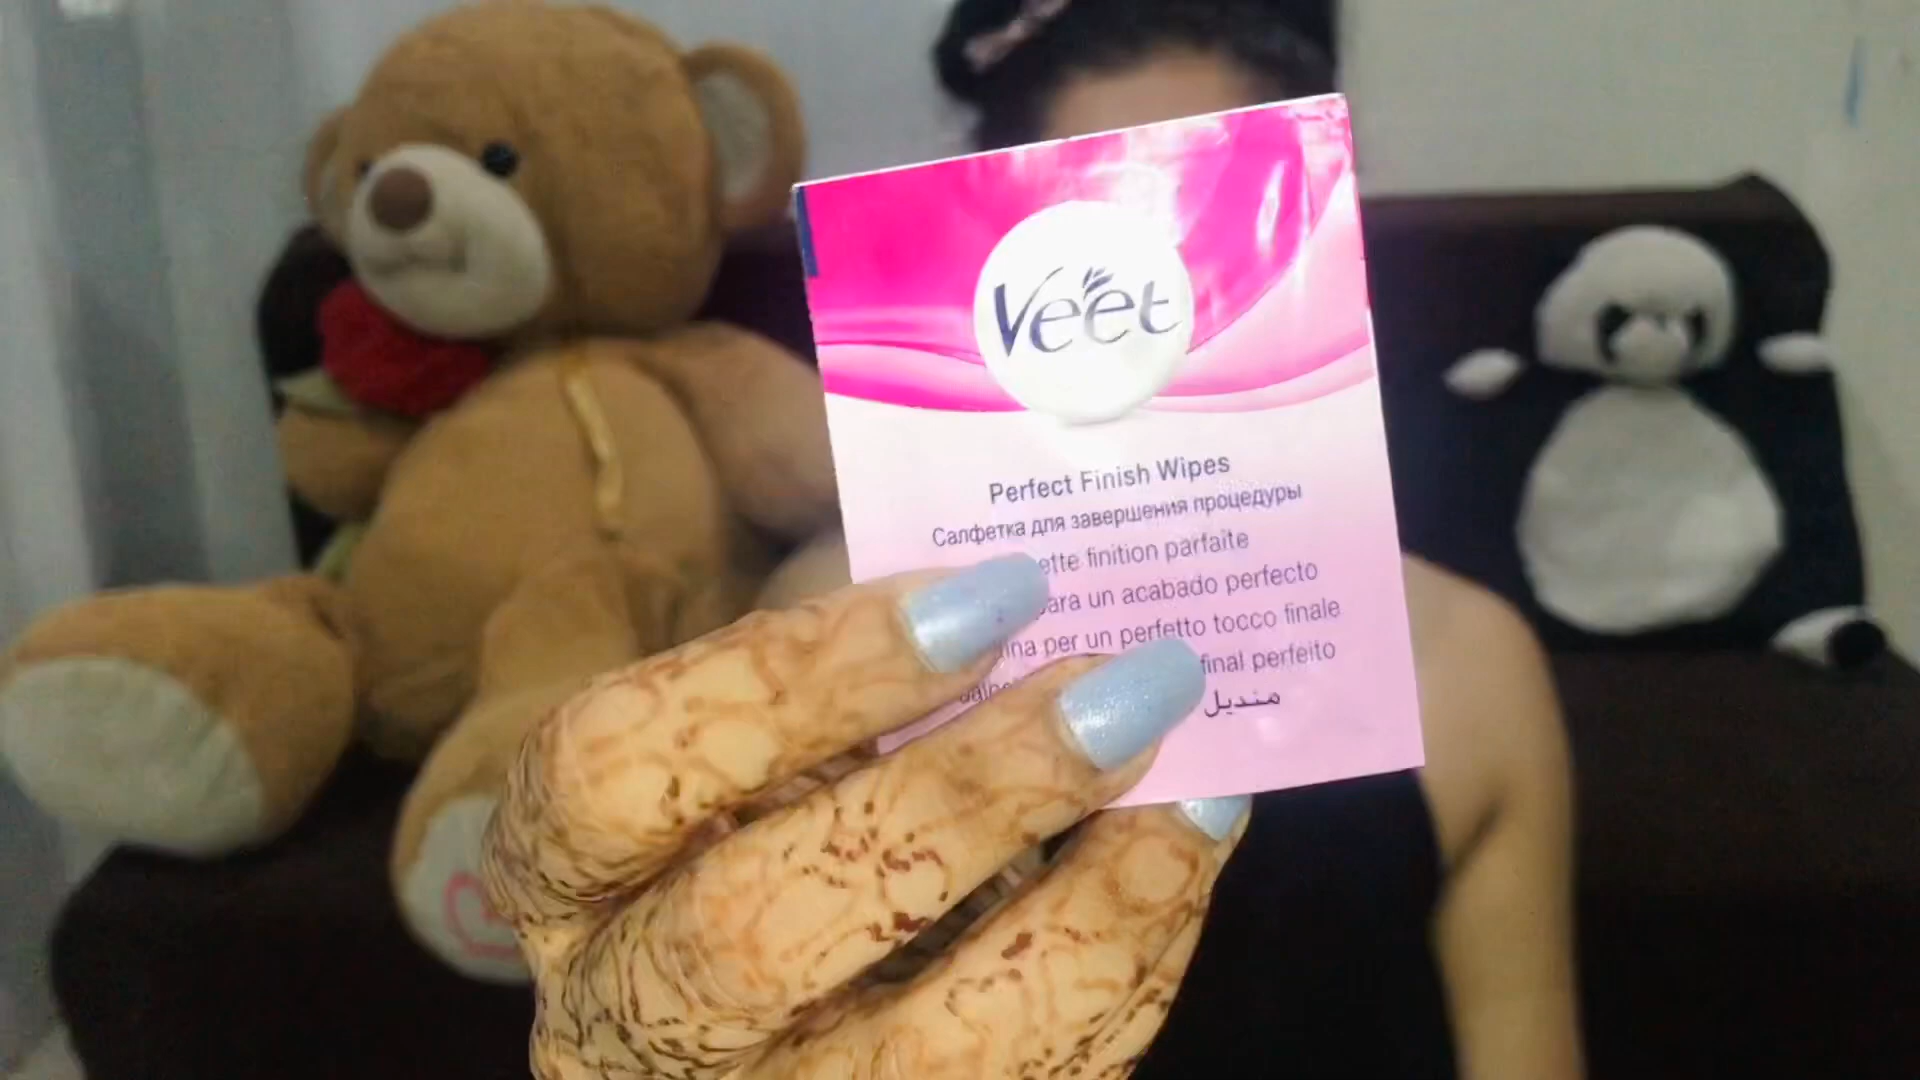 Veet
Perfect Finish Wipes
Салфетка для завершения процедуры
finition parfaite
para un acabado perfecto
per un perfetto tocco finale
final perfeito
منديل